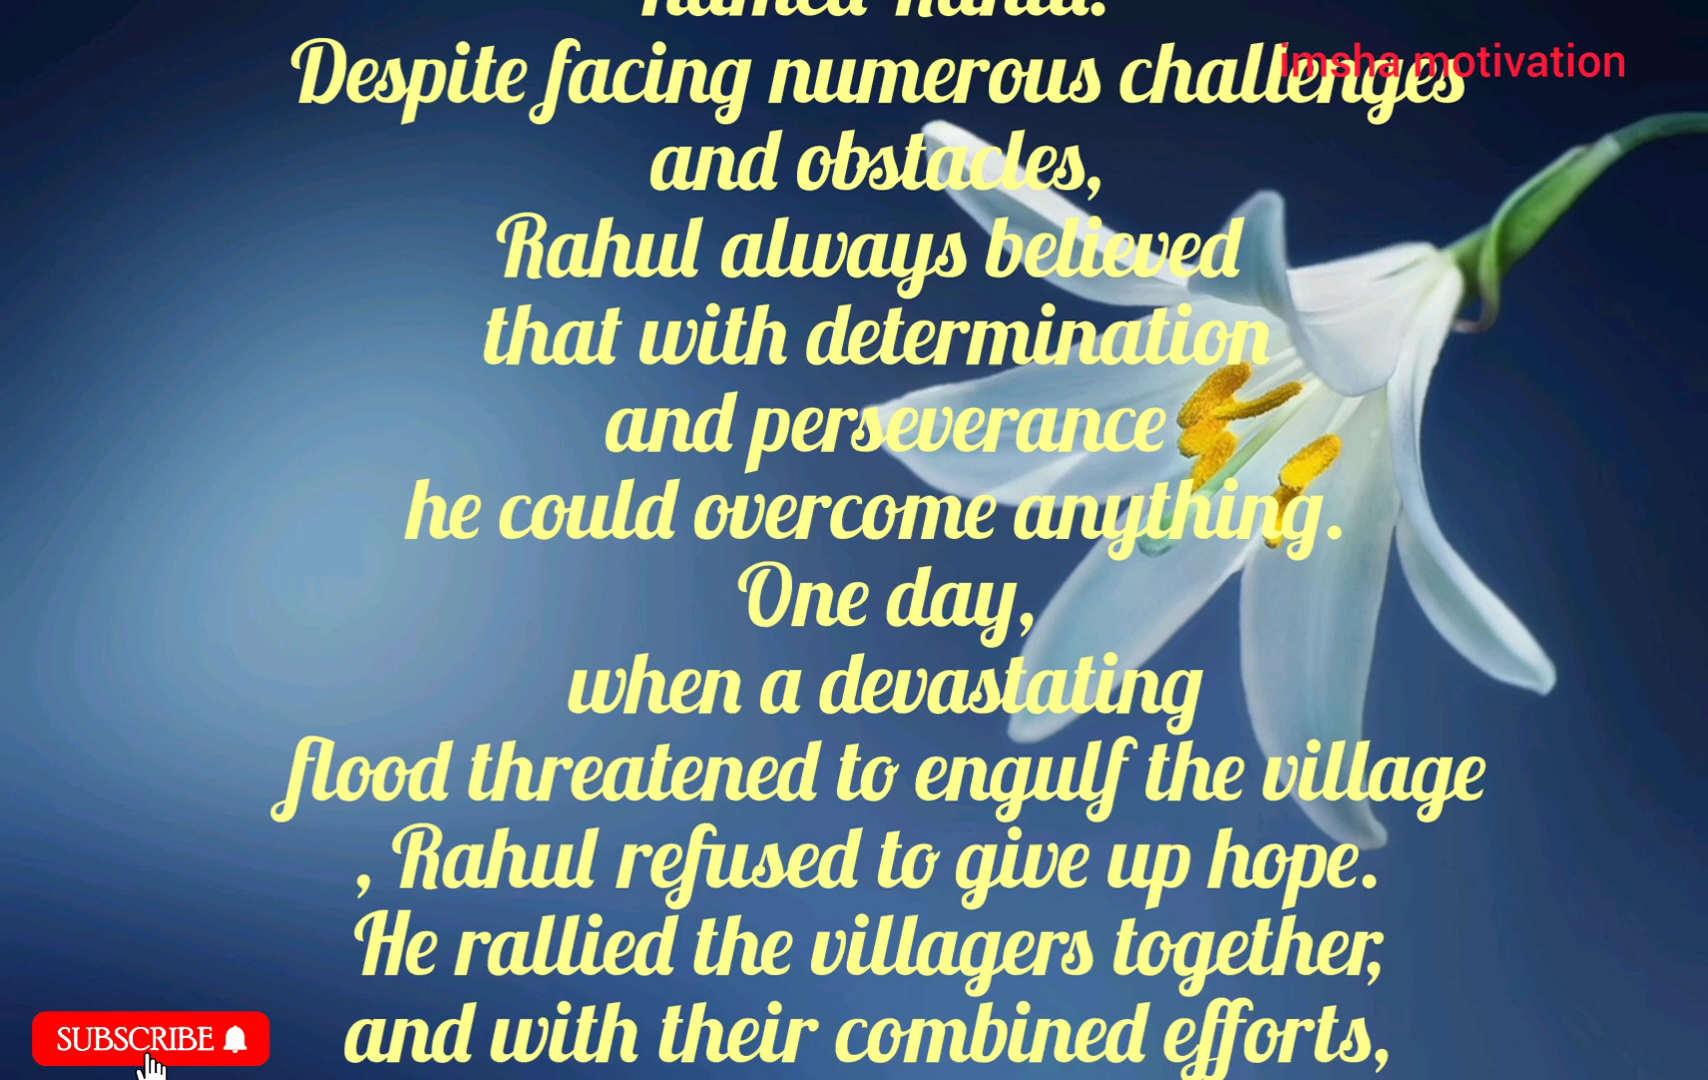 named Rahul.
Despite facing numerous challenges
imsha motivation
and obstacles,
Rahul always believed
that with determination
and perseverance
he could overcome anything.
One day,
when a devastating
flood threatened to engulf the village
, Rahul refused to give up hope.
He rallied the villagers together,
and with their combined efforts,
SUBSCRIBE